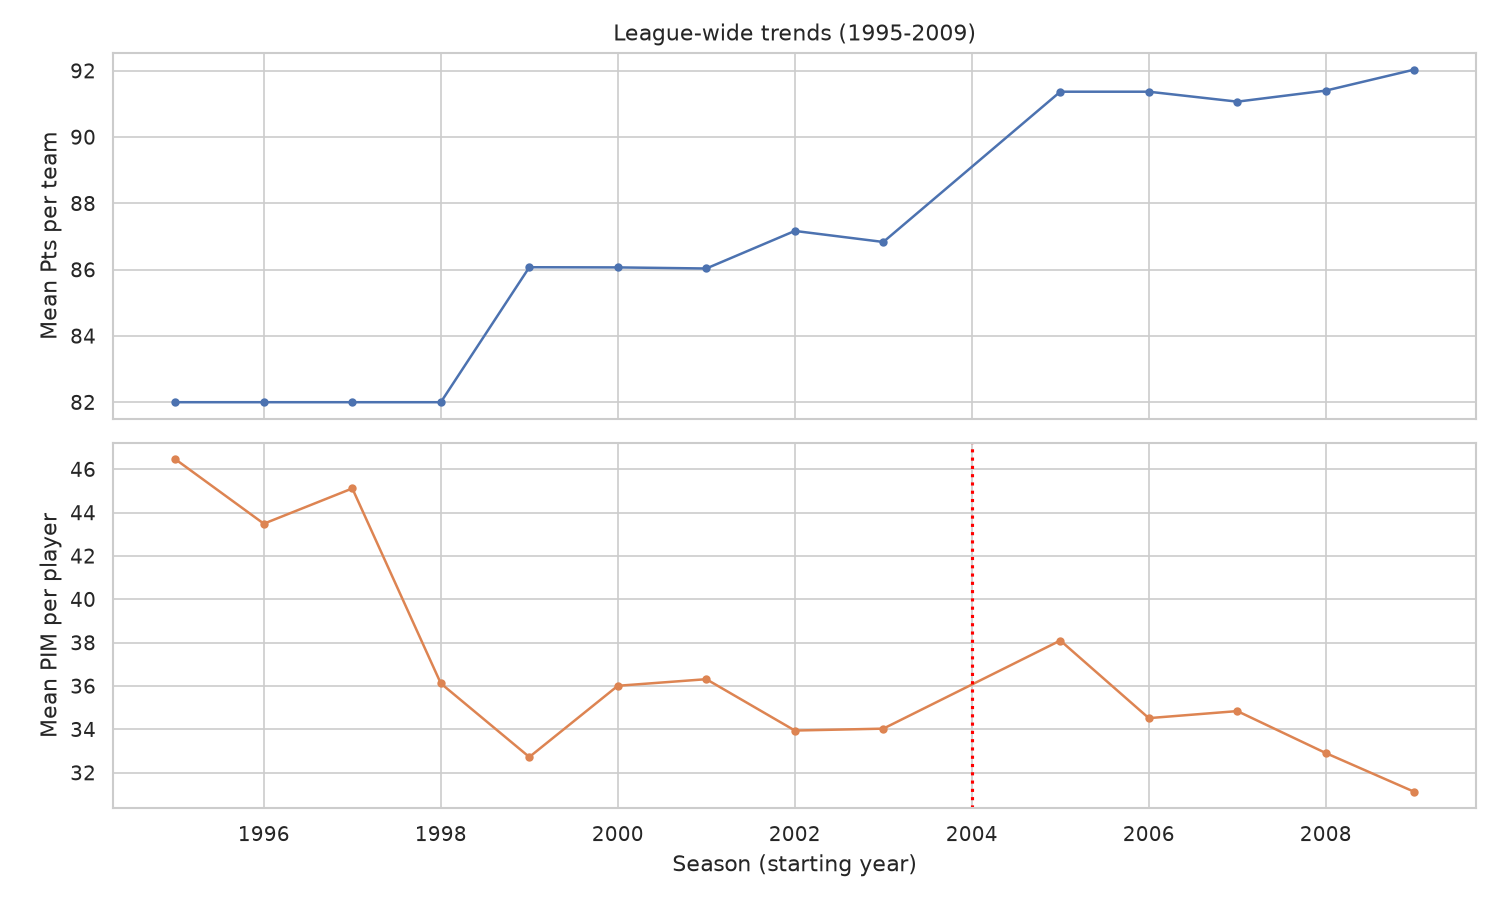 League-wide trends (1995-2009)
Mean Pts per team
92
90
88
86
84
82
Mean PIM per player
46
44
42
40
38
36
34
32
1996 1998 2000 2002 2004 2006 2008
Season (starting year)